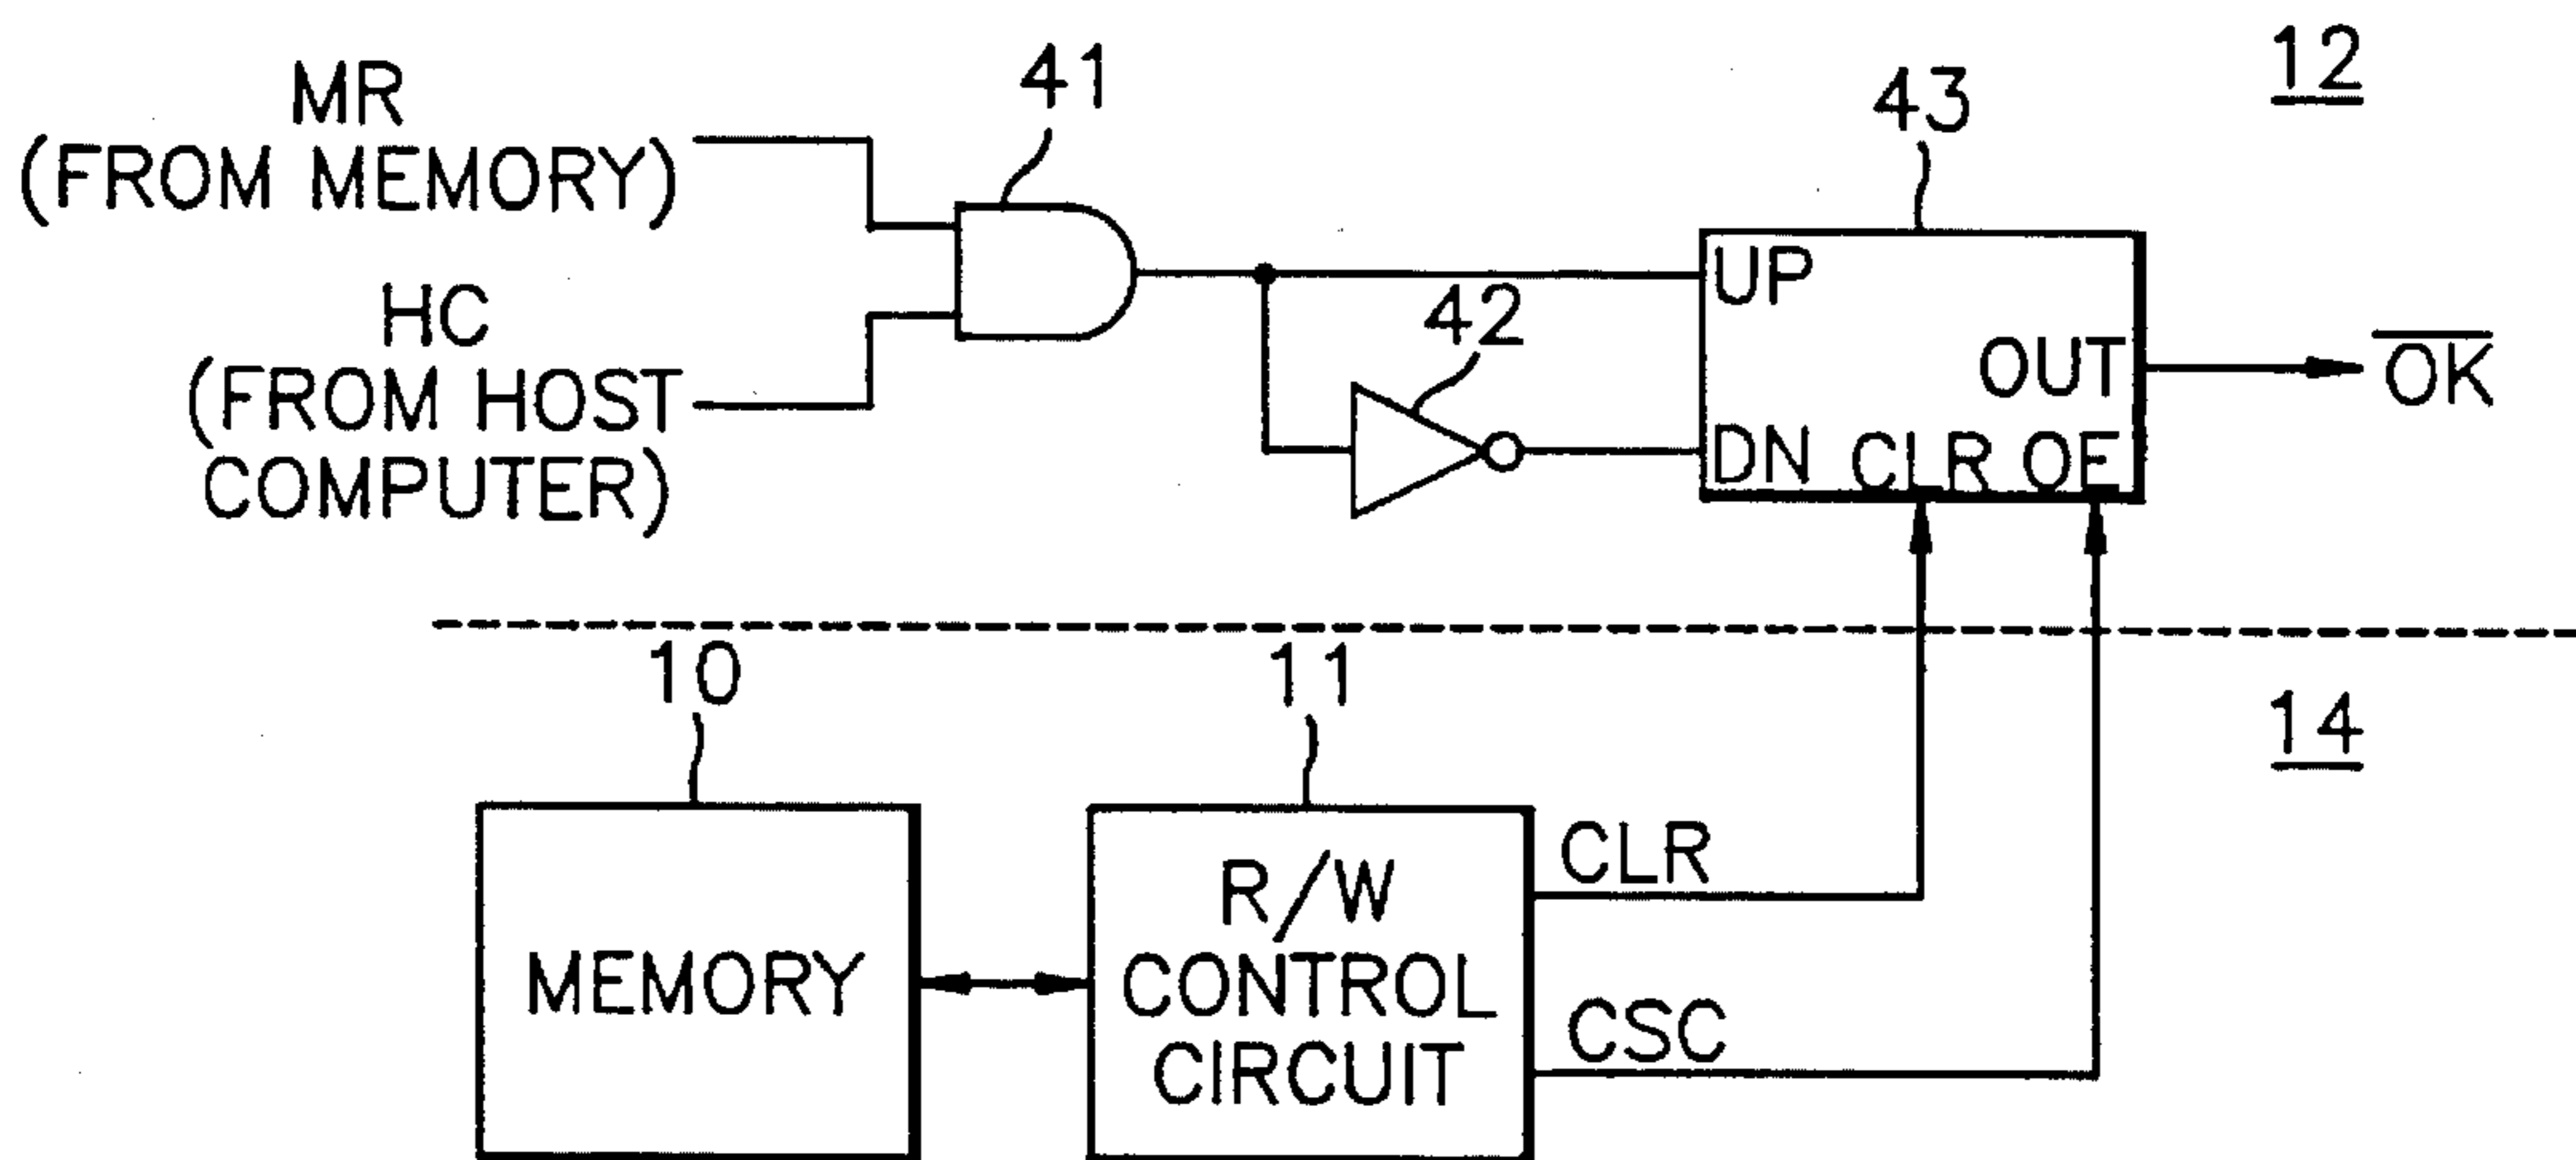 12
41
43
MR
(FROM MEMORY)
HC
(FROM HOST
COMPUTER)
42
UP
OUT
DN CLR OE
OK
10
11
14
MEMORY
R/W
CONTROL
CIRCUIT
CLR
CSC